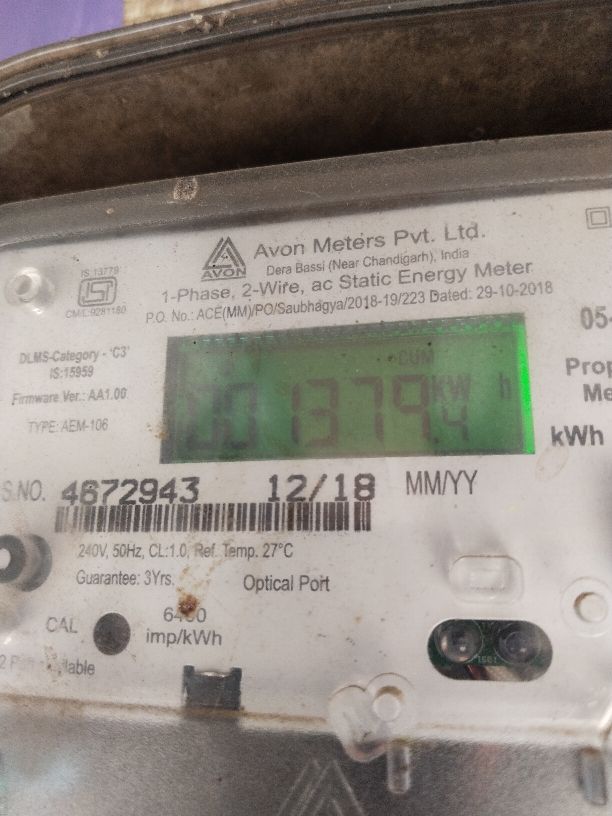 Avon Meters Pvt. Ltd.
AVON
Dera Bassi (Near Chandigarh), India
IS:13779
ISI
CM/L:9281180
1-Phase, 2-Wire, ac Static Energy Meter
P.O. No.: ACE(MM)/PO/Saubhagya/2018-19/223 Dated: 29-10-2018
DLMS-Category - 'C3'
IS:15959
Firmware Ver.: AA1.00
TYPE: AEM-106
CUM
001379.4 KW h
05-
Prop
Me
kWh
S.NO. 4672943 12/18 MM/YY
240V, 50Hz, CL:1.0, Ref. Temp. 27°C
Guarantee: 3Yrs.
Optical Port
CAL
6400
imp/kWh